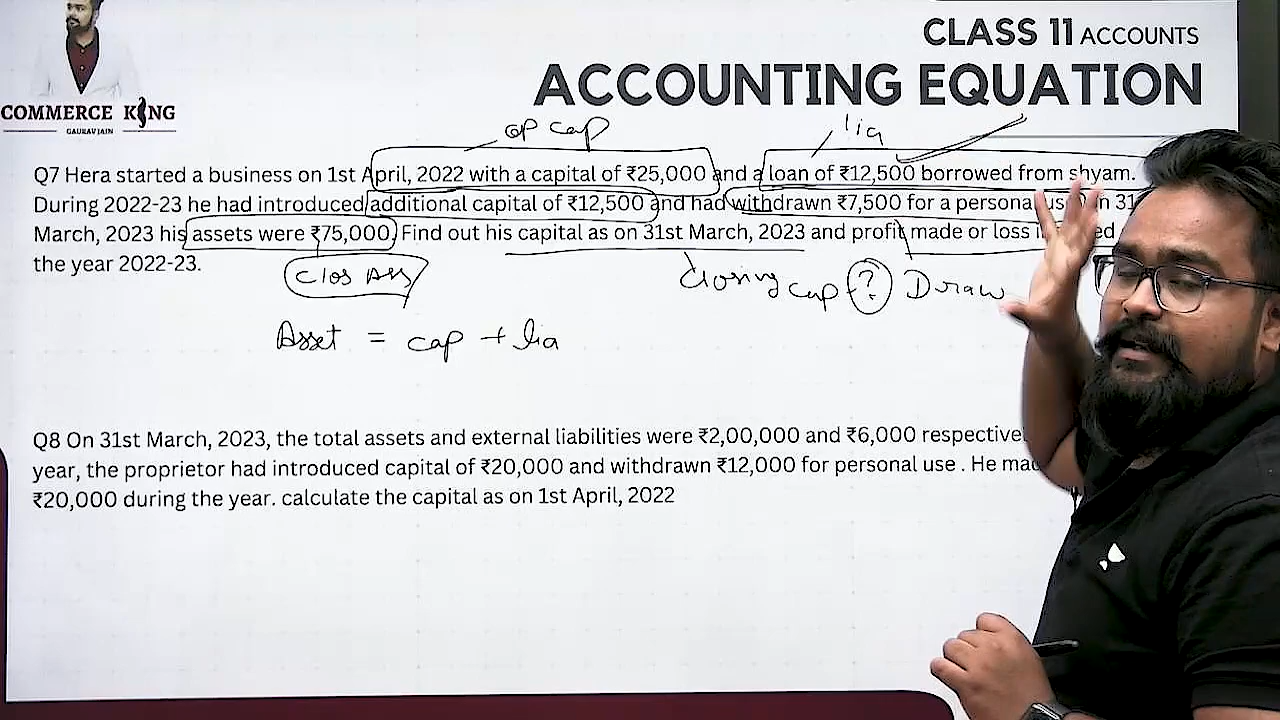 CLASS 11 ACCOUNTS
ACCOUNTING EQUATION
COMMERCE KING
GAURAV JAIN
op cap
lia
Q7 Hera started a business on 1st April, 2022 with a capital of ₹25,000 and a loan of ₹12,500 borrowed from shyam.
During 2022-23 he had introduced additional capital of ₹12,500 and had withdrawn ₹7,500 for a personal use. 31
March, 2023 his assets were ₹75,000. Find out his capital as on 31st March, 2023 and profit made or loss
the year 2022-23.
Clos Ass
closing cap ? Draw
Asset = cap + lia
Q8 On 31st March, 2023, the total assets and external liabilities were ₹2,00,000 and ₹6,000
year, the proprietor had introduced capital of ₹20,000 and withdrawn ₹12,000 for personal use . He
₹20,000 during the year. calculate the capital as on 1st April, 2022